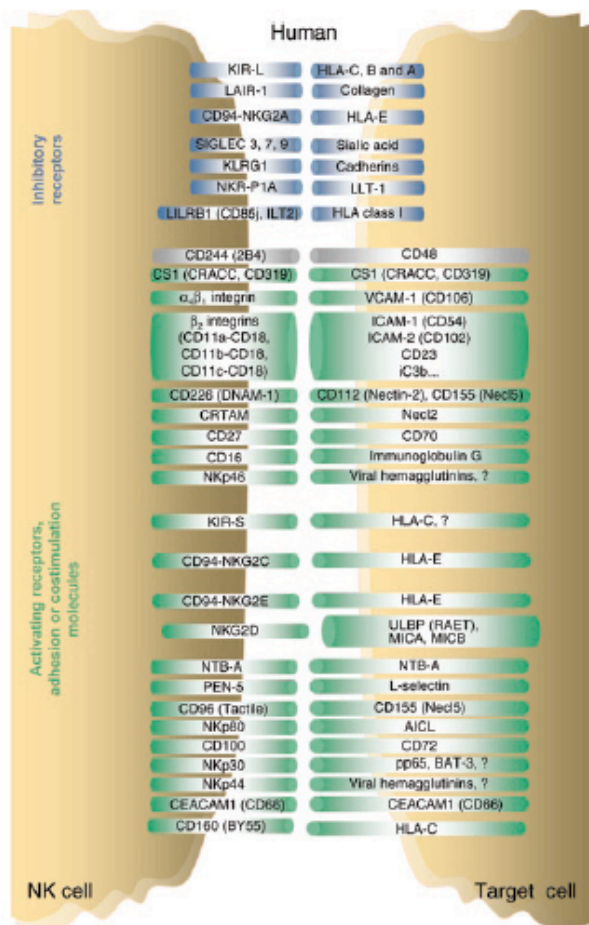 Human
Inhibitory
receptors
KIR-L HLA-C, B and A
LAIR-1 Collagen
CD94-NKG2A HLA-E
SIGLEC 3, 7, 9 Sialic acid
KLRG1 Cadherins
NKR-P1A LLT-1
LILRB1 (CD85j, ILT2) HLA class I
Activating receptors,
adhesion or costimulation
molecules
CD244 (2B4) CD48
CS1 (CRACC, CD319) CS1 (CRACC, CD319)
α4β1 integrin VCAM-1 (CD106)
β2 integrins
(CD11a-CD18,
CD11b-CD18,
CD11c-CD18)
ICAM-1 (CD54)
ICAM-2 (CD102)
CD23
iC3b...
CD226 (DNAM-1) CD112 (Nectin-2), CD155 (Necl5)
CRTAM Necl2
CD27 CD70
CD16 Immunoglobulin G
NKp46 Viral hemagglutinins, ?
KIR-S HLA-C, ?
CD94-NKG2C HLA-E
CD94-NKG2E HLA-E
NKG2D
ULBP (RAET),
MICA, MICB
NTB-A NTB-A
PEN-5 L-selectin
CD96 (Tactile) CD155 (Necl5)
NKp80 AICL
CD100 CD72
NKp30 pp65, BAT-3, ?
NKp44 Viral hemagglutinins, ?
CEACAM1 (CD66) CEACAM1 (CD66)
CD160 (BY55) HLA-C
NK cell Target cell